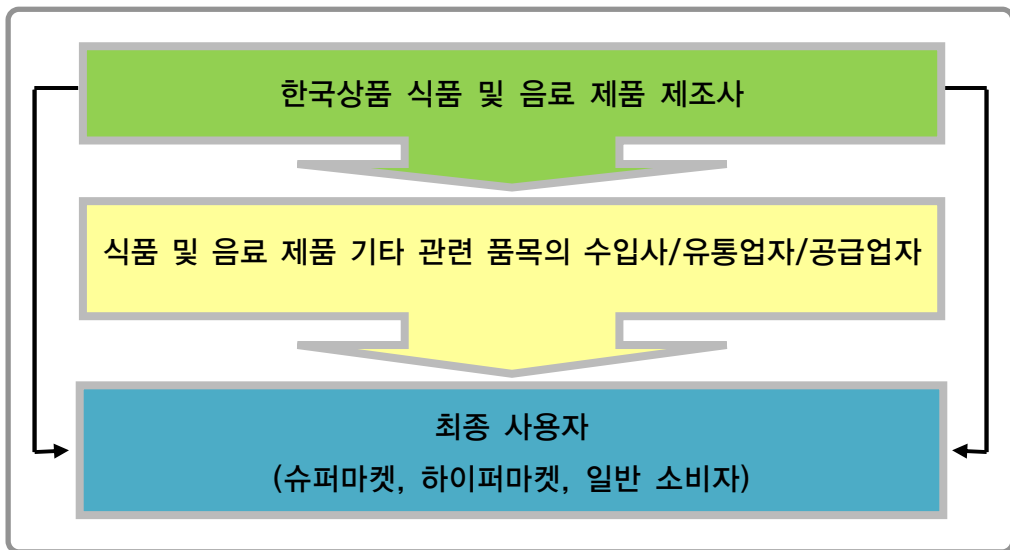 한국상품 식품 및 음료 제품 제조사
식품 및 음료 제품 기타 관련 품목의 수입사/유통업자/공급업자
최종 사용자
(슈퍼마켓, 하이퍼마켓, 일반 소비자)